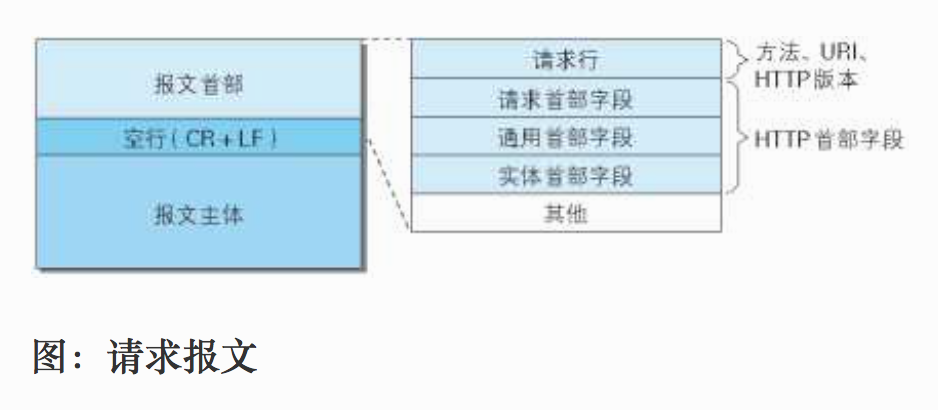 报文首部
空行（CR+LF）
报文主体
请求行
请求首部字段
通用首部字段
实体首部字段
其他
方法、URI、
HTTP版本
HTTP首部字段
图：请求报文